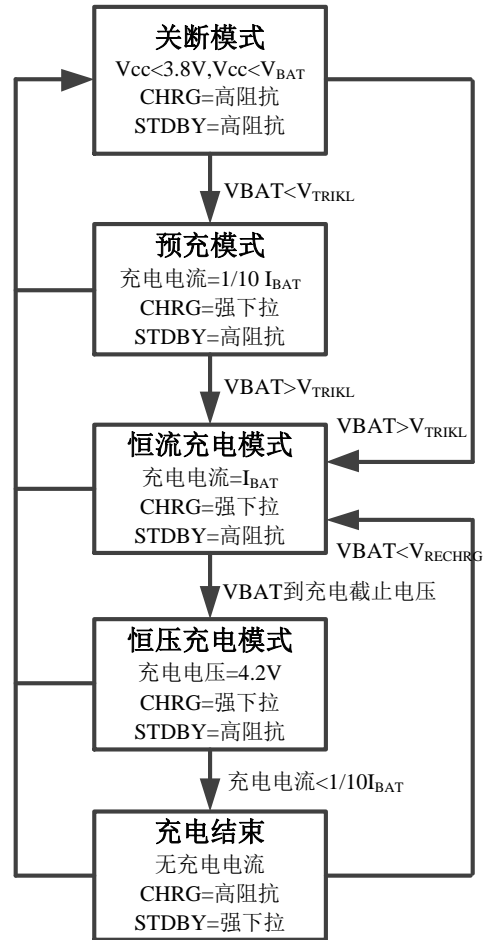 关断模式
Vcc<3.8V,Vcc<VBAT
CHRG=高阻抗
STDBY=高阻抗
VBAT<VTRIKL
预充模式
充电电流=1/10 IBAT
CHRG=强下拉
STDBY=高阻抗
VBAT>VTRIKL
VBAT>VTRIKL
恒流充电模式
充电电流=IBAT
CHRG=强下拉
STDBY=高阻抗
VBAT<VRECHRG
VBAT到充电截止电压
恒压充电模式
充电电压=4.2V
CHRG=强下拉
STDBY=高阻抗
充电电流<1/10IBAT
充电结束
无充电电流
CHRG=高阻抗
STDBY=强下拉